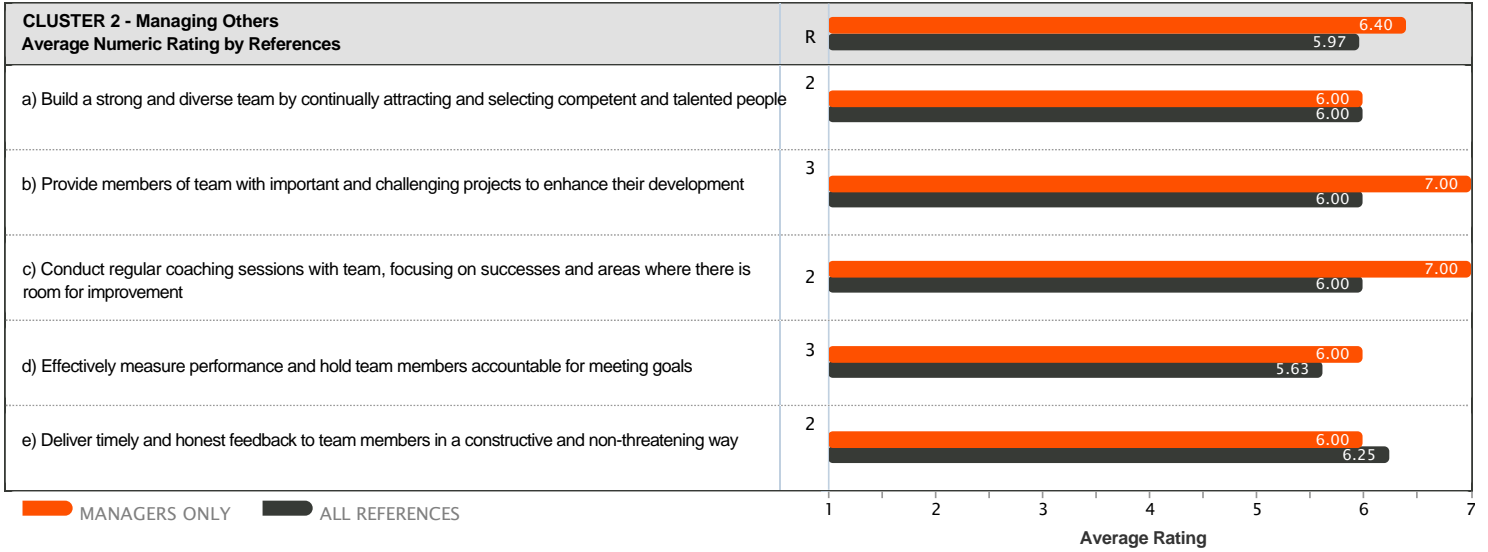 CLUSTER 2 - Managing Others
Average Numeric Rating by References
R
6.40
5.97
a) Build a strong and diverse team by continually attracting and selecting competent and talented people
2
6.00
6.00
b) Provide members of team with important and challenging projects to enhance their development
3
7.00
6.00
c) Conduct regular coaching sessions with team, focusing on successes and areas where there is
room for improvement
2
7.00
6.00
d) Effectively measure performance and hold team members accountable for meeting goals
3
6.00
5.63
e) Deliver timely and honest feedback to team members in a constructive and non-threatening way
2
6.00
6.25
MANAGERS ONLY ALL REFERENCES
1 2 3 4 5 6 7
Average Rating